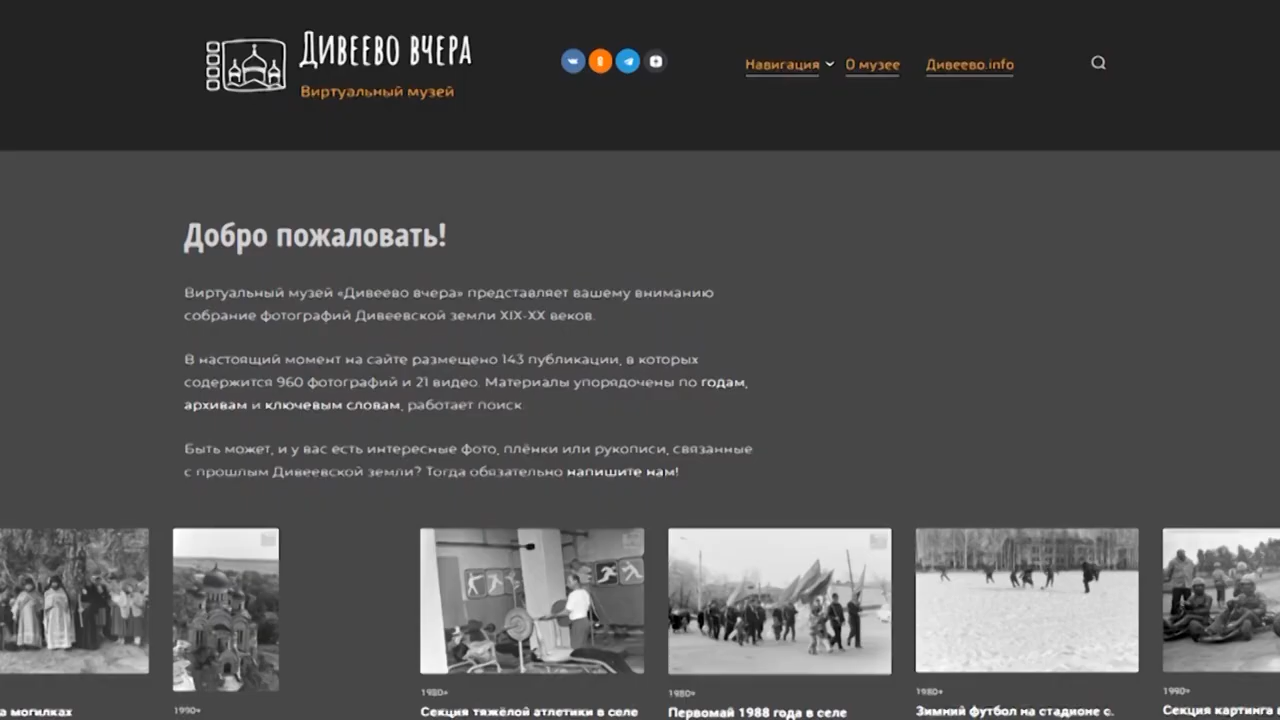 Дивеево вчера
Виртуальный музей
Навигация О музее Дивеево.info
Добро пожаловать!
Виртуальный музей «Дивеево вчера» представляет вашему вниманию
собрание фотографий Дивеевской земли XIX-XX веков.
В настоящий момент на сайте размещено 143 публикации, в которых
содержится 960 фотографий и 21 видео. Материалы упорядочены по годам,
архивам и ключевым словам, работает поиск.
Быть может, и у вас есть интересные фото, плёнки или рукописи, связанные
с прошлым Дивеевской земли? Тогда обязательно напишите нам!
а могилках
1990+
1980+
Секция тяжёлой атлетики в селе
1980+
Первомай 1988 года в селе
1980+
Зимний футбол на стадионе с.
1990+
Секция картинга